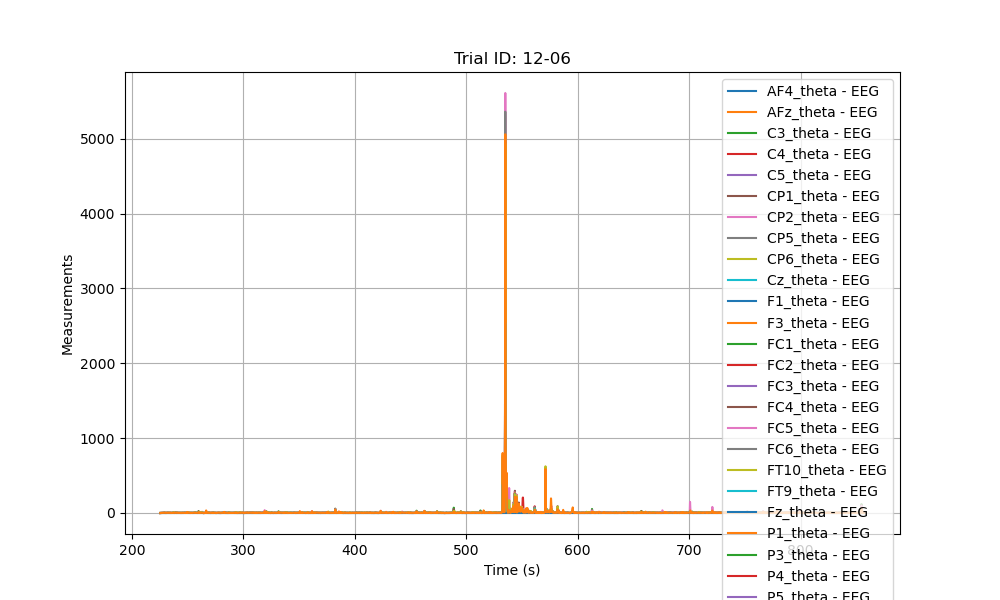 Trial ID: 12-06
Measurements
5000
4000
3000
2000
1000
0
200
300
400
500
600
700
800
Time (s)
AF4_theta - EEG
AFz_theta - EEG
C3_theta - EEG
C4_theta - EEG
C5_theta - EEG
CP1_theta - EEG
CP2_theta - EEG
CP5_theta - EEG
CP6_theta - EEG
Cz_theta - EEG
F1_theta - EEG
F3_theta - EEG
FC1_theta - EEG
FC2_theta - EEG
FC3_theta - EEG
FC4_theta - EEG
FC5_theta - EEG
FC6_theta - EEG
FT10_theta - EEG
FT9_theta - EEG
Fz_theta - EEG
P1_theta - EEG
P3_theta - EEG
P4_theta - EEG
P5_theta - EEG